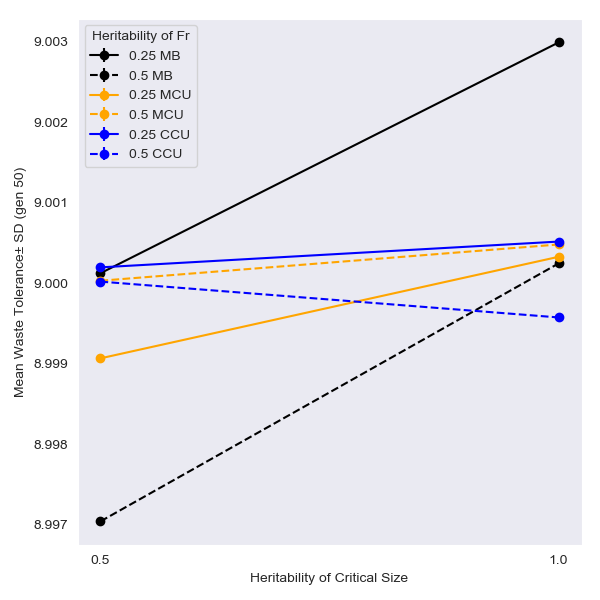 Heritability of Fr
0.25 MB
0.5 MB
0.25 MCU
0.5 MCU
0.25 CCU
0.5 CCU
9.003
9.002
9.001
9.000
8.999
8.998
8.997
Mean Waste Tolerance± SD (gen 50)
0.5
1.0
Heritability of Critical Size